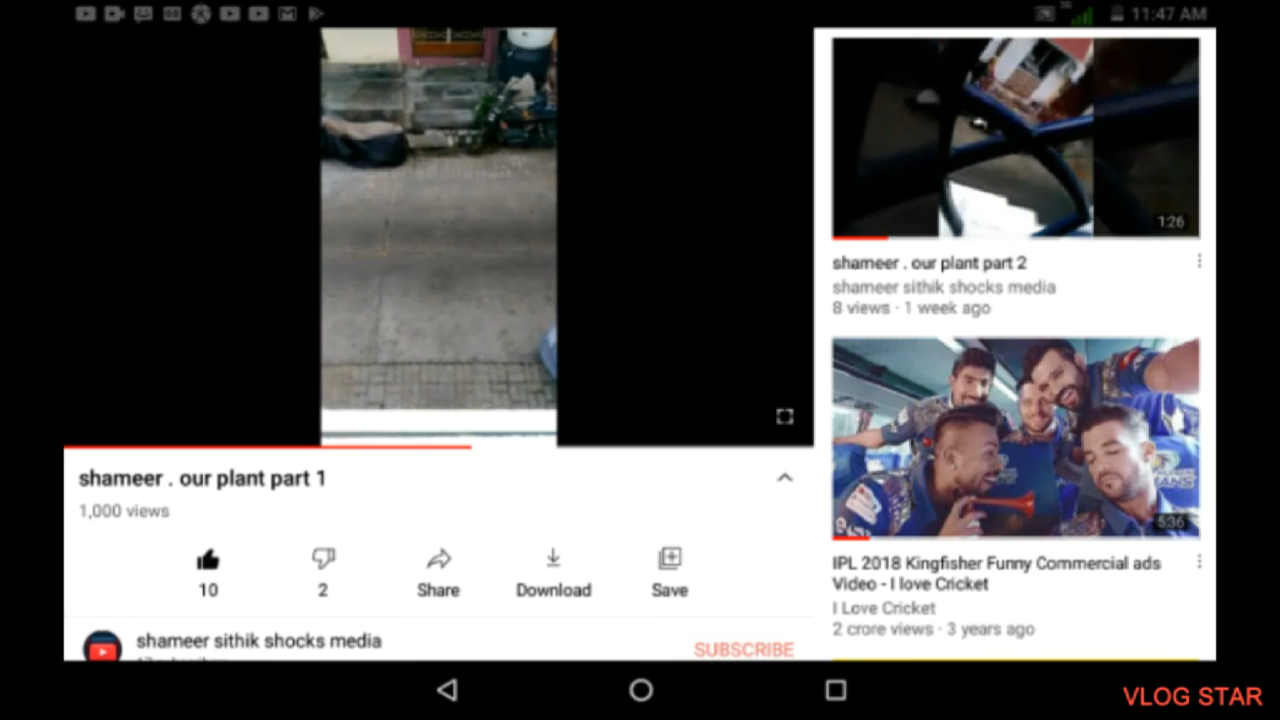 3G
11:47 AM
1:26
shameer . our plant part 2
shameer sithik shocks media
8 views · 1 week ago
5:36
shameer . our plant part 1
1,000 views
10
2
Share
Download
Save
IPL 2018 Kingfisher Funny Commercial ads
Video - I love Cricket
I Love Cricket
2 crore views · 3 years ago
shameer sithik shocks media
SUBSCRIBE
VLOG STAR